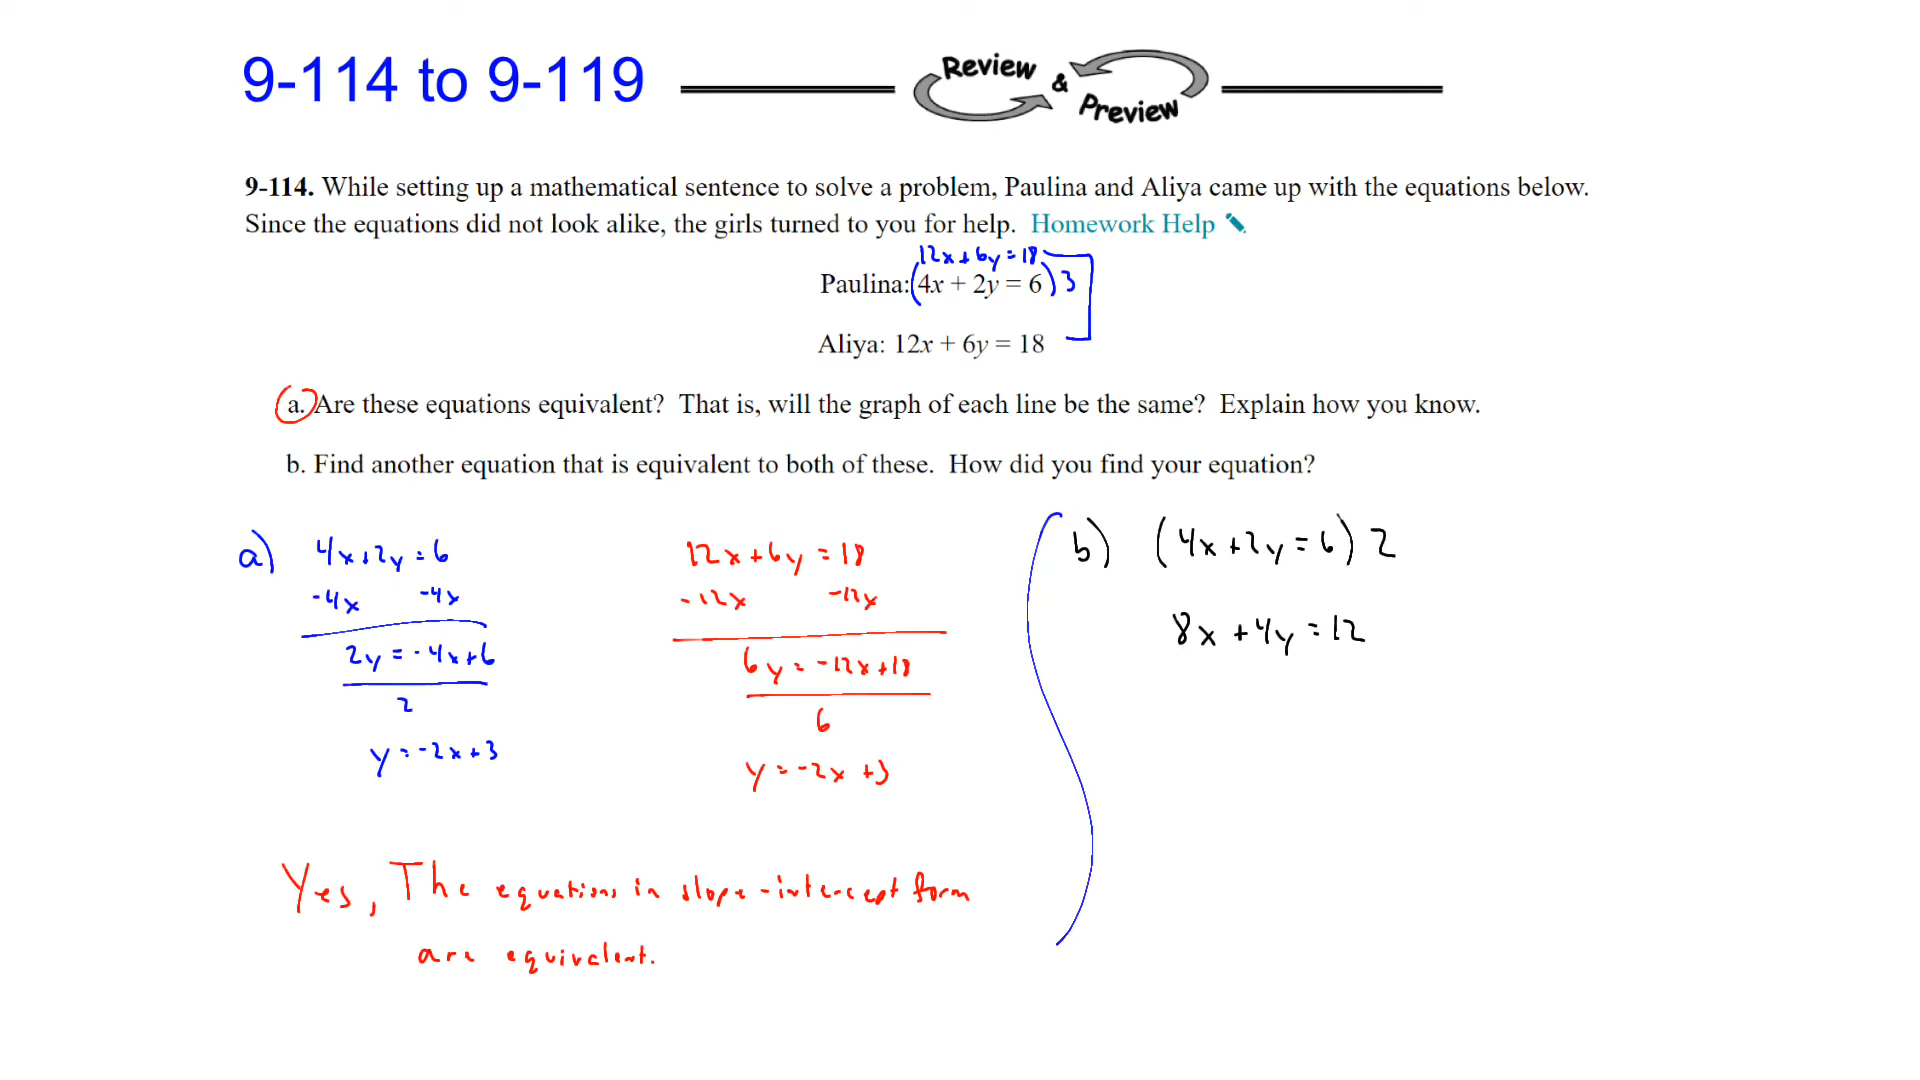 9-114 to 9-119
Review & Preview
9-114. While setting up a mathematical sentence to solve a problem, Paulina and Aliya came up with the equations below.
Since the equations did not look alike, the girls turned to you for help. Homework Help ✎
12x + 6y = 18
Paulina: (4x + 2y = 6) 3
Aliya: 12x + 6y = 18
a. Are these equations equivalent? That is, will the graph of each line be the same? Explain how you know.
b. Find another equation that is equivalent to both of these. How did you find your equation?
a)
4x+2y=6
-4x -4x
2y = -4x+6
2
y = -2x+3
12x+6y = 18
-12x -12x
6y = -12x+18
6
y = -2x +3
Yes, The equations in slope-intercept form
are equivalent.
b) (4x+2y=6) 2
8x +4y =12